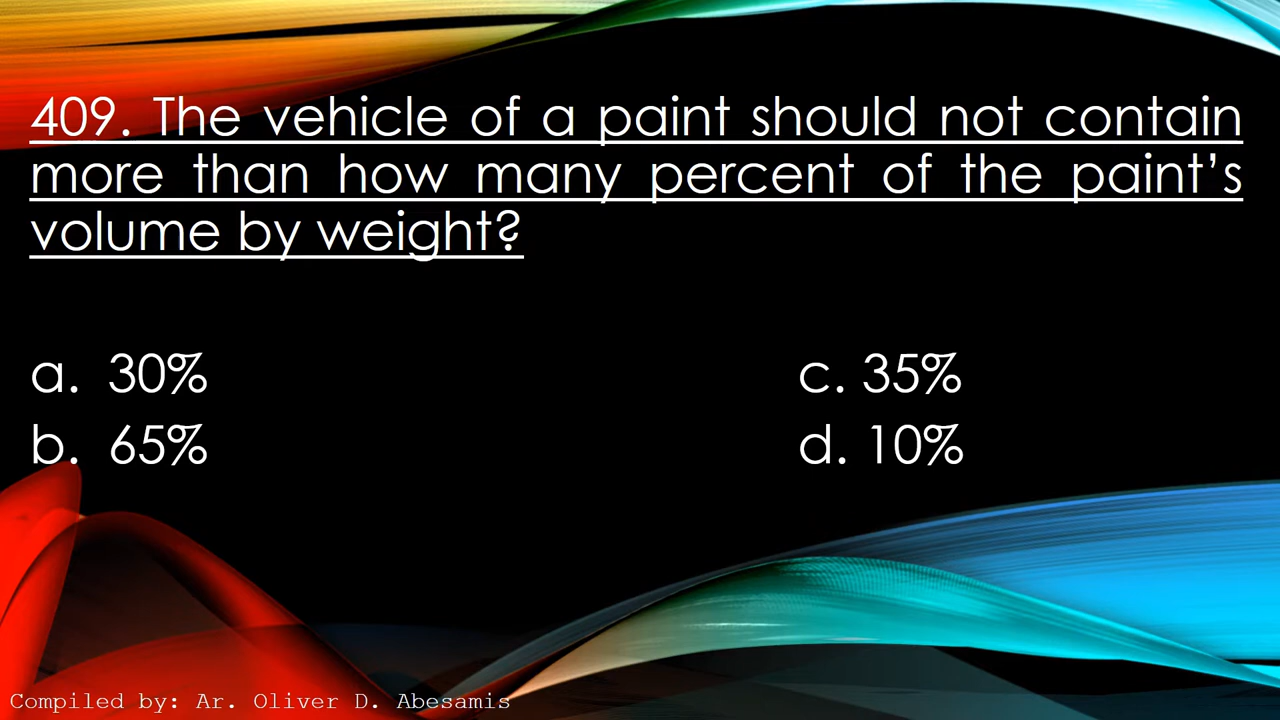 409. The vehicle of a paint should not contain
more than how many percent of the paint’s
volume by weight?
a. 30%
c. 35%
b. 65%
d. 10%
Compiled by: Ar. Oliver D. Abesamis